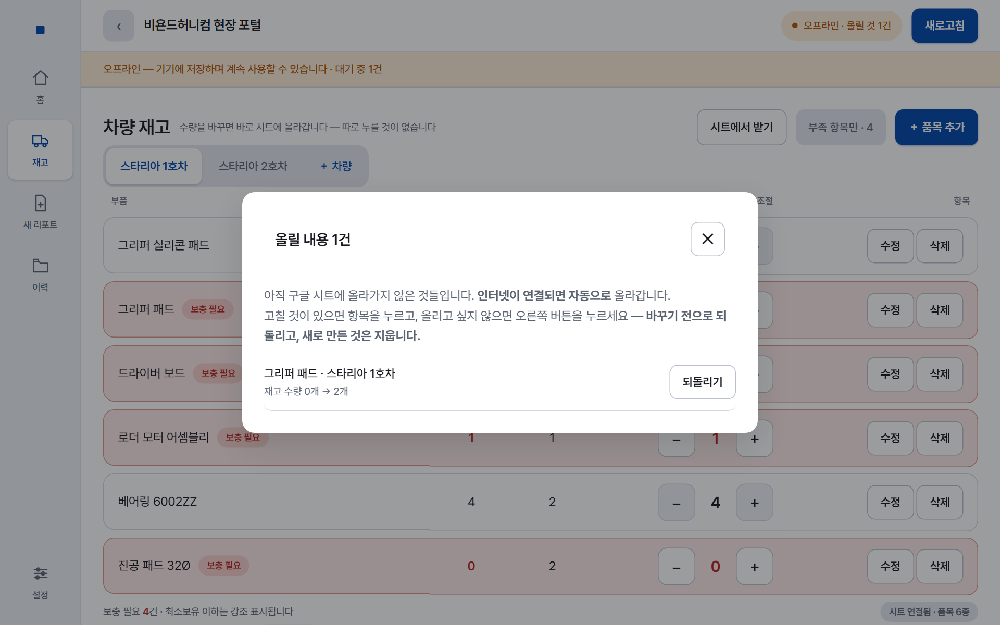 ‹ 비욘드허니컴 현장 포털
오프라인 · 올릴 것 1건
새로고침
오프라인 — 기기에 저장하며 계속 사용할 수 있습니다 · 대기 중 1건
홈
재고
새 리포트
이력
설정
차량 재고 수량을 바꾸면 바로 시트에 올라갑니다 — 따로 누를 것이 없습니다
시트에서 받기
부족 항목만 · 4
+ 품목 추가
스타리아 1호차
스타리아 2호차
+ 차량
부품 조절 항목
그리퍼 실리콘 패드 수정 삭제
그리퍼 패드 보충 필요 수정 삭제
드라이버 보드 보충 필요 수정 삭제
올릴 내용 1건
아직 구글 시트에 올라가지 않은 것들입니다. 인터넷이 연결되면 자동으로 올라갑니다.
고칠 것이 있으면 항목을 누르고, 올리고 싶지 않으면 오른쪽 버튼을 누르세요 — 바꾸기 전으로 되
돌리고, 새로 만든 것은 지웁니다.
그리퍼 패드 · 스타리아 1호차
재고 수량 0개 → 2개
되돌리기
로더 모터 어셈블리 보충 필요 1 1 – 1 + 수정 삭제
베어링 6002ZZ 4 2 – 4 + 수정 삭제
진공 패드 32Ø 보충 필요 0 2 – 0 + 수정 삭제
보충 필요 4건 · 최소보유 이하는 강조 표시됩니다
시트 연결됨 · 품목 6종